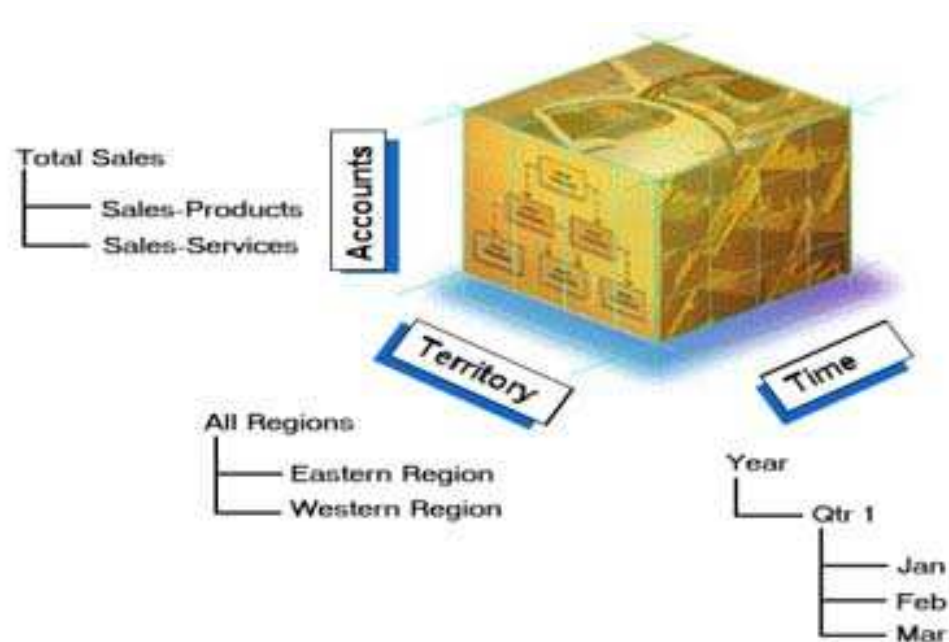 Total Sales
Sales-Products
Sales-Services
Accounts
Territory
Time
All Regions
Eastern Region
Western Region
Year
Qtr 1
Jan
Feb
Mar